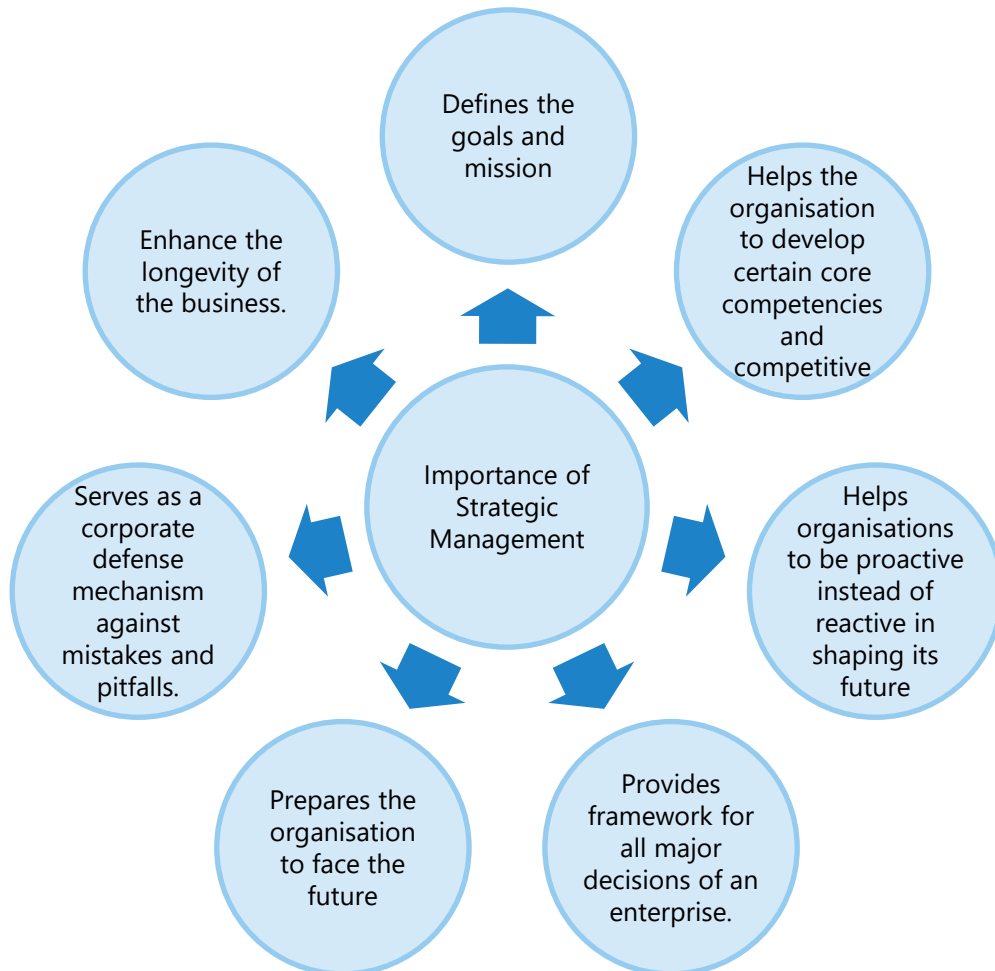 Defines the
goals and
mission
Helps the
organisation
to develop
certain core
competencies
and
competitive
Helps
organisations
to be proactive
instead of
reactive in
shaping its
future
Provides
framework for
all major
decisions of an
enterprise.
Prepares the
organisation
to face the
future
Serves as a
corporate
defense
mechanism
against
mistakes and
pitfalls.
Enhance the
longevity of
the business.
Importance of
Strategic
Management